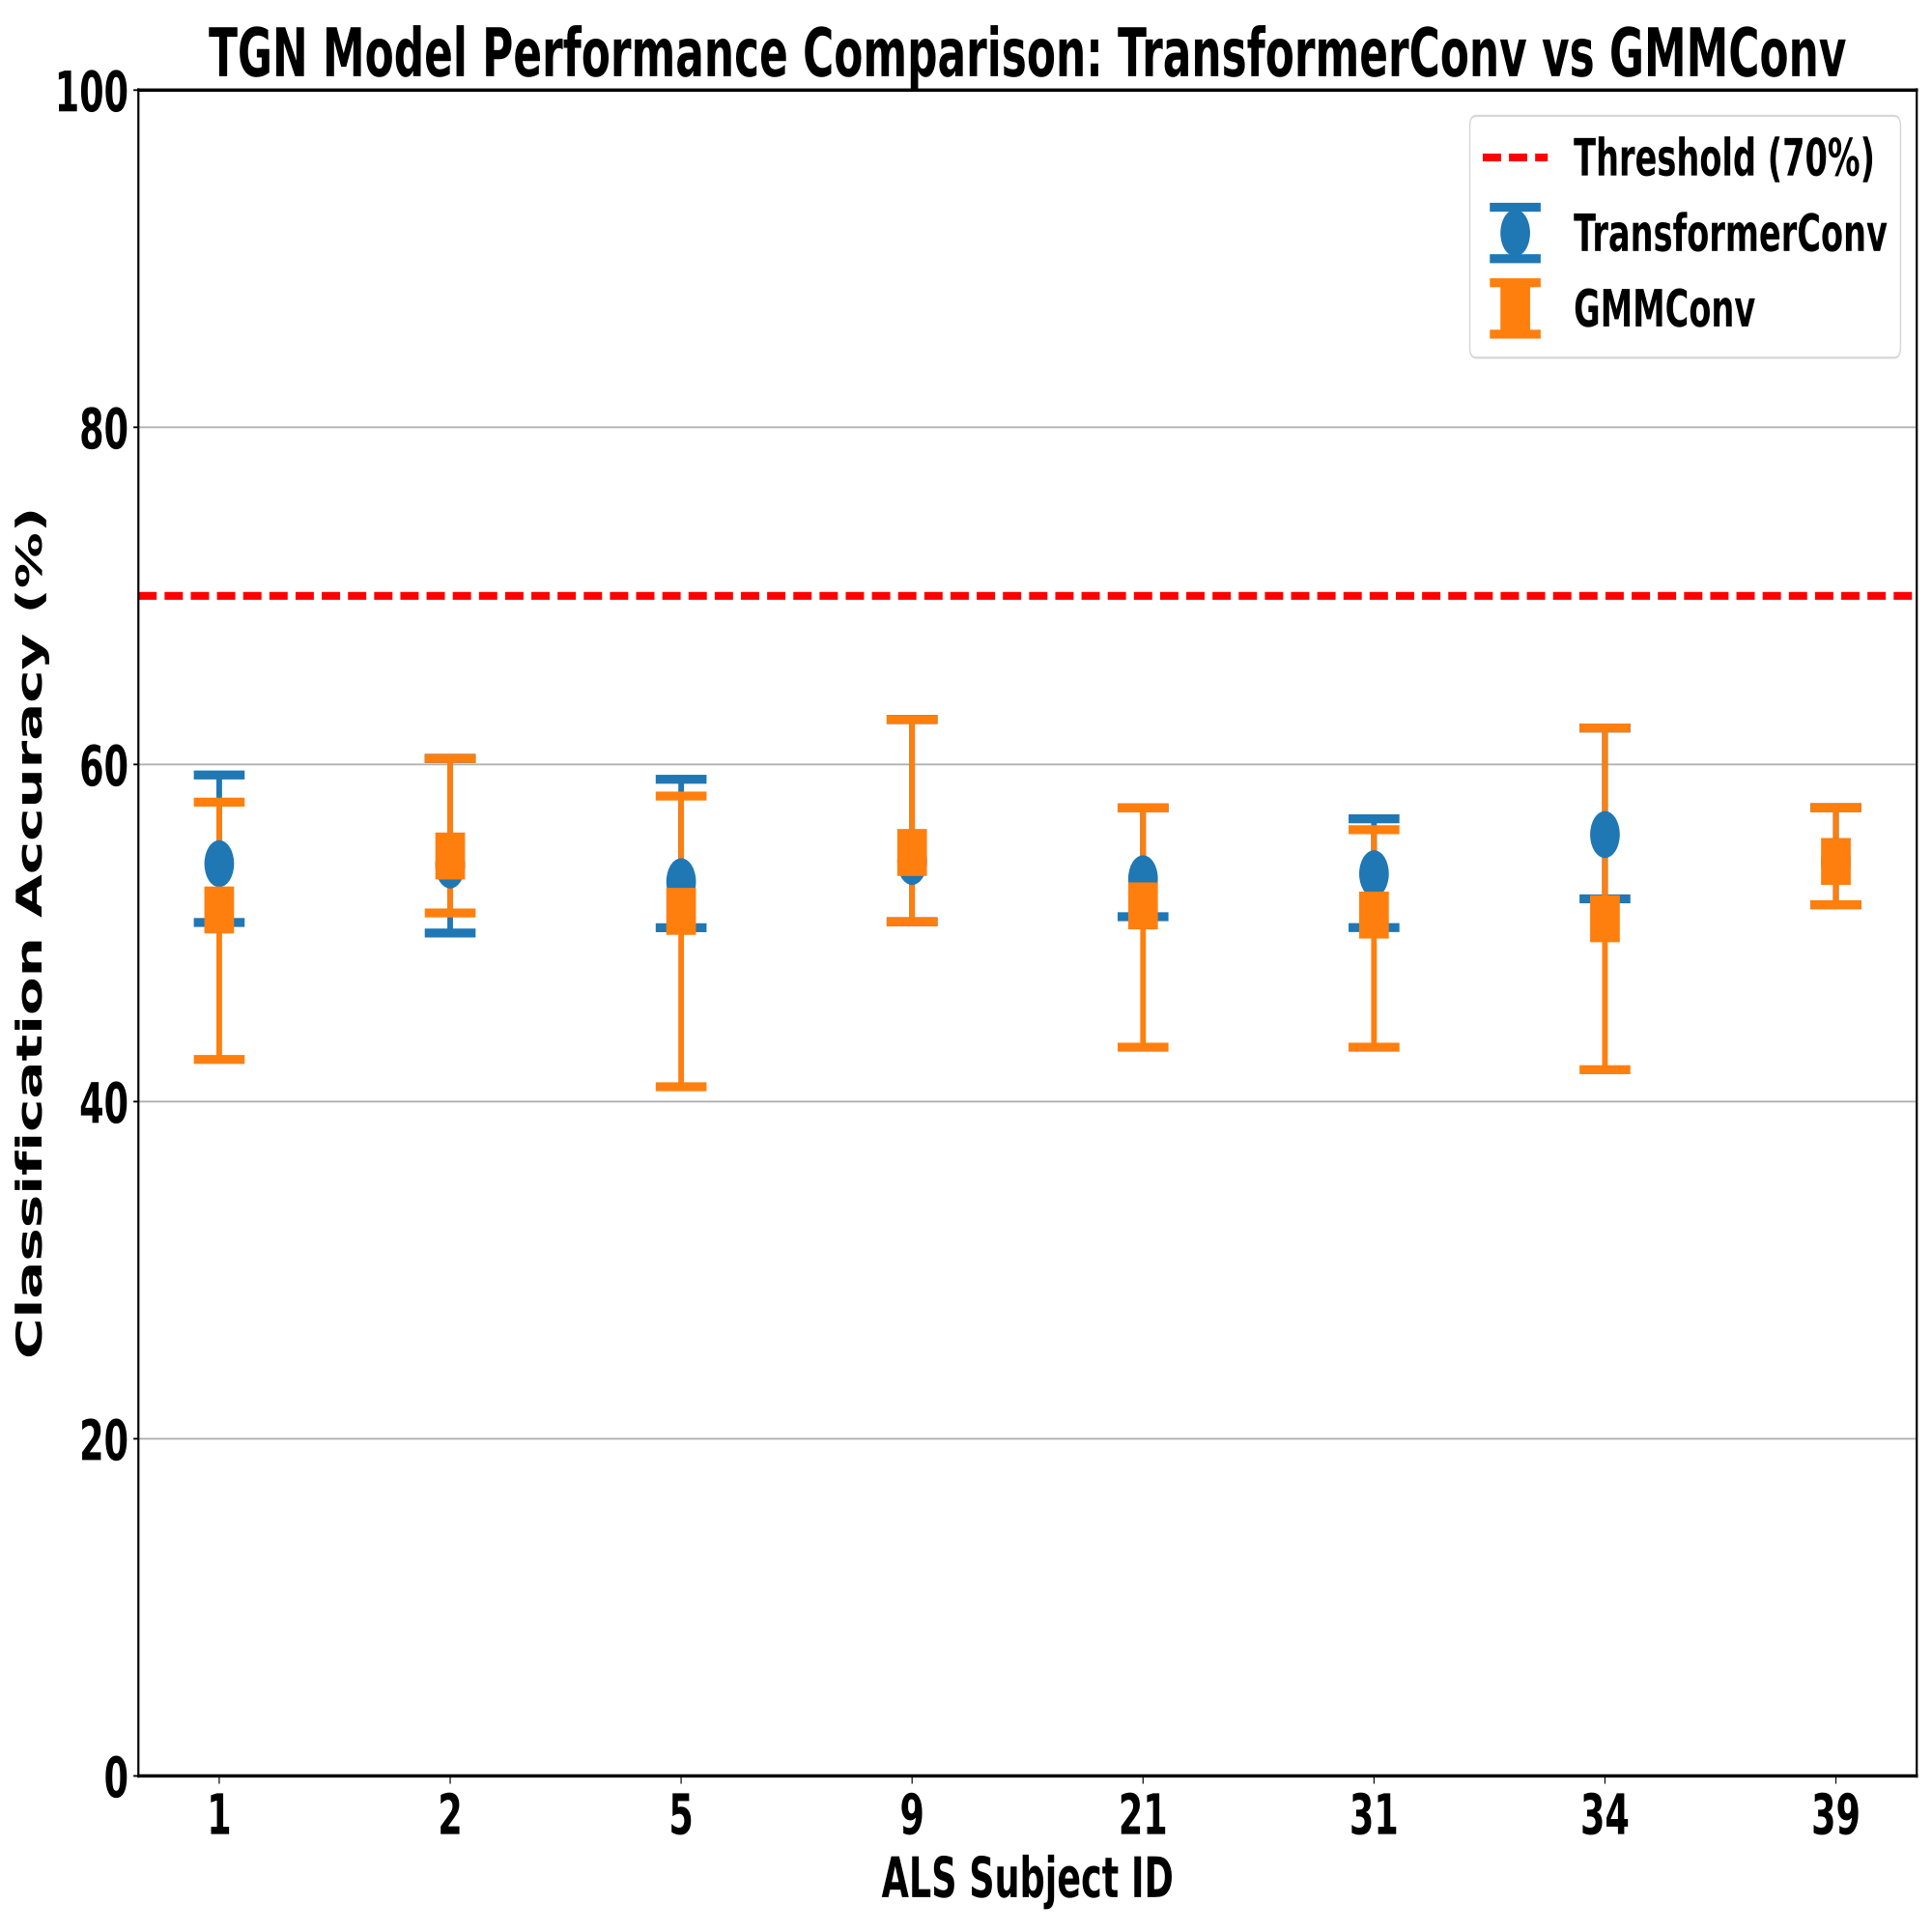 TGN Model Performance Comparison: TransformerConv vs GMMConv
Threshold (70%)
TransformerConv
GMMConv
Classification Accuracy (%)
100
80
60
40
20
0
1 2 5 9 21 31 34 39
ALS Subject ID